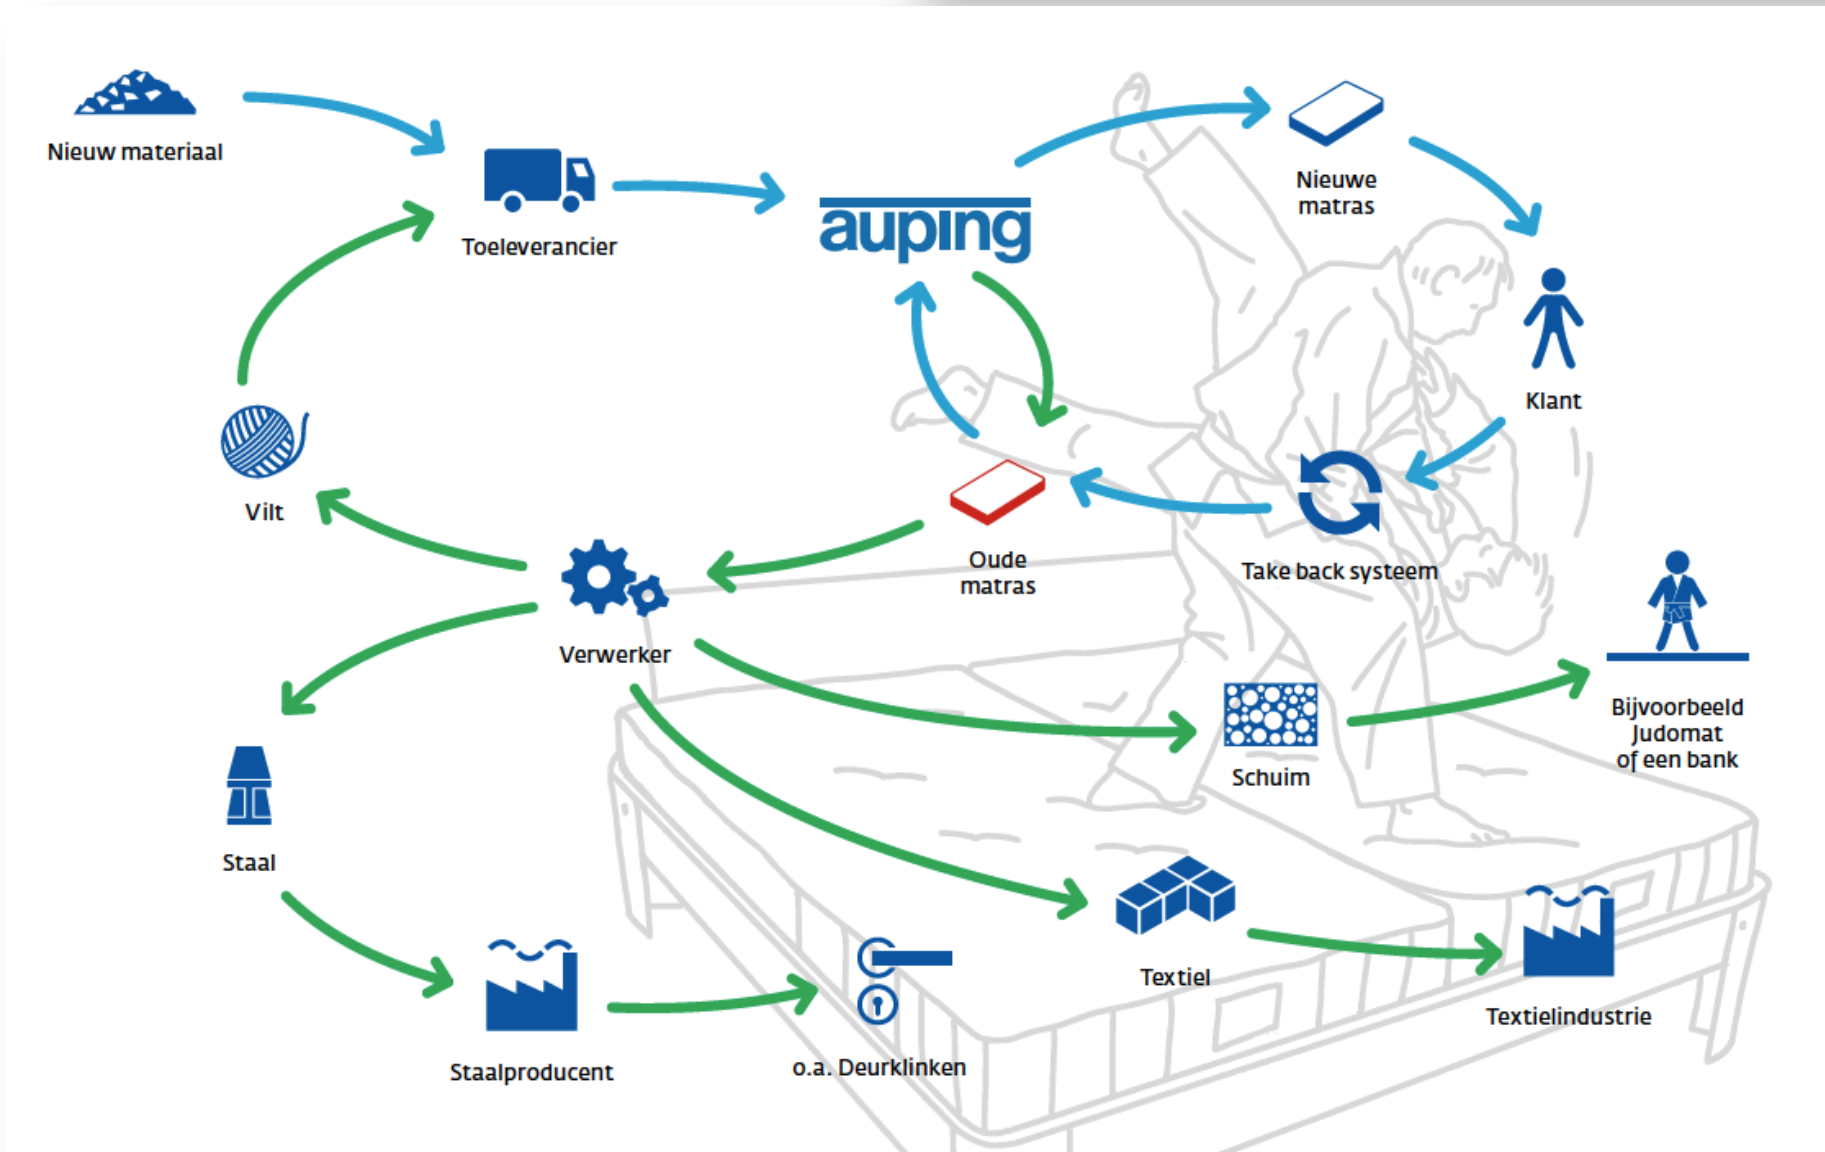 Nieuw materiaal
Toeleverancier
auping
Nieuwe
matras
Klant
Take back systeem
Oude
matras
Vilt
Verwerker
Staal
Staalproducent
o.a. Deurklinken
Schuim
Bijvoorbeeld
Judomat
of een bank
Textiel
Textielindustrie